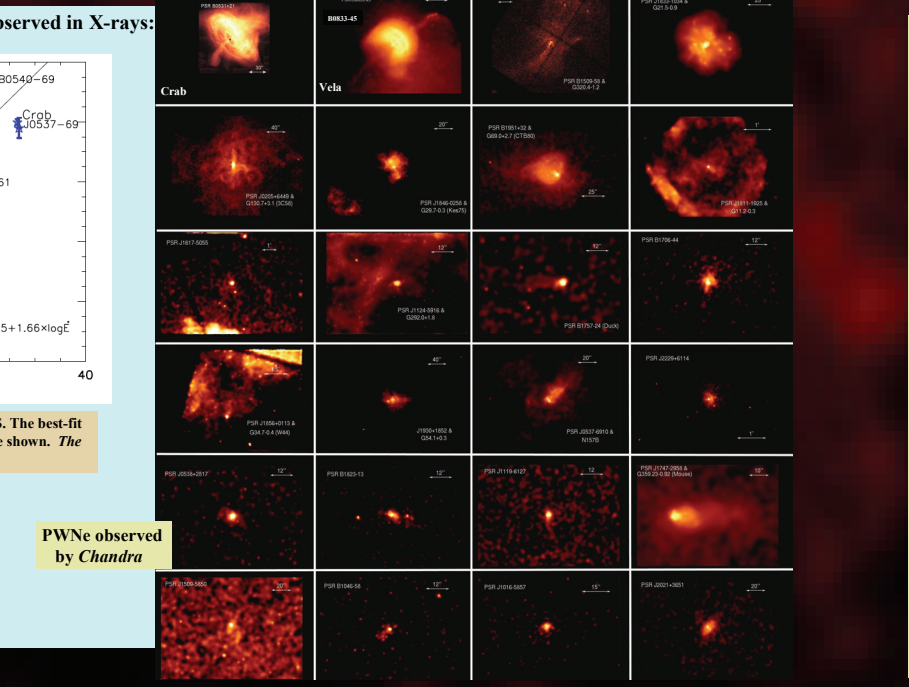 bserved in X-rays:
B0540-69
Crab
J0537-69
61
5+1.66×logĖ
40
S. The best-fit
e shown. The
PWNe observed
by Chandra
PSR B0531+21
30"
Crab
B0833-45
Vela
PSR B1509-58 &
G320.4-1.2
PSR J1833-1034 &
G21.5-0.9
40"
PSR J0205+6449 &
G130.7+3.1 (3C58)
20"
PSR J1846-0258 &
G29.7-0.3 (Kes75)
PSR B1951+32 &
G69.0+2.7 (CTB80)
25"
1'
PSR J1811-1925 &
G11.2-0.3
PSR J1617-5055
1'
12"
PSR J1124-5916 &
G292.0+1.8
12"
PSR B1757-24 (Duck)
PSR B1706-44
12"
PSR J1856+0113 &
G34.7-0.4 (W44)
40"
J1930+1852 &
G54.1+0.3
20"
PSR J0537-6910 &
N157B
PSR J2229+6114
1"
PSR J0538+2817
12"
PSR B1823-13
12"
PSR J1119-6127
12
PSR J1747-2958 &
G359.23-0.92 (Mouse)
10"
PSR J1509-5850
20"
PSR B1046-58
12"
PSR J1016-5857
15"
PSR J2021+3651
20"